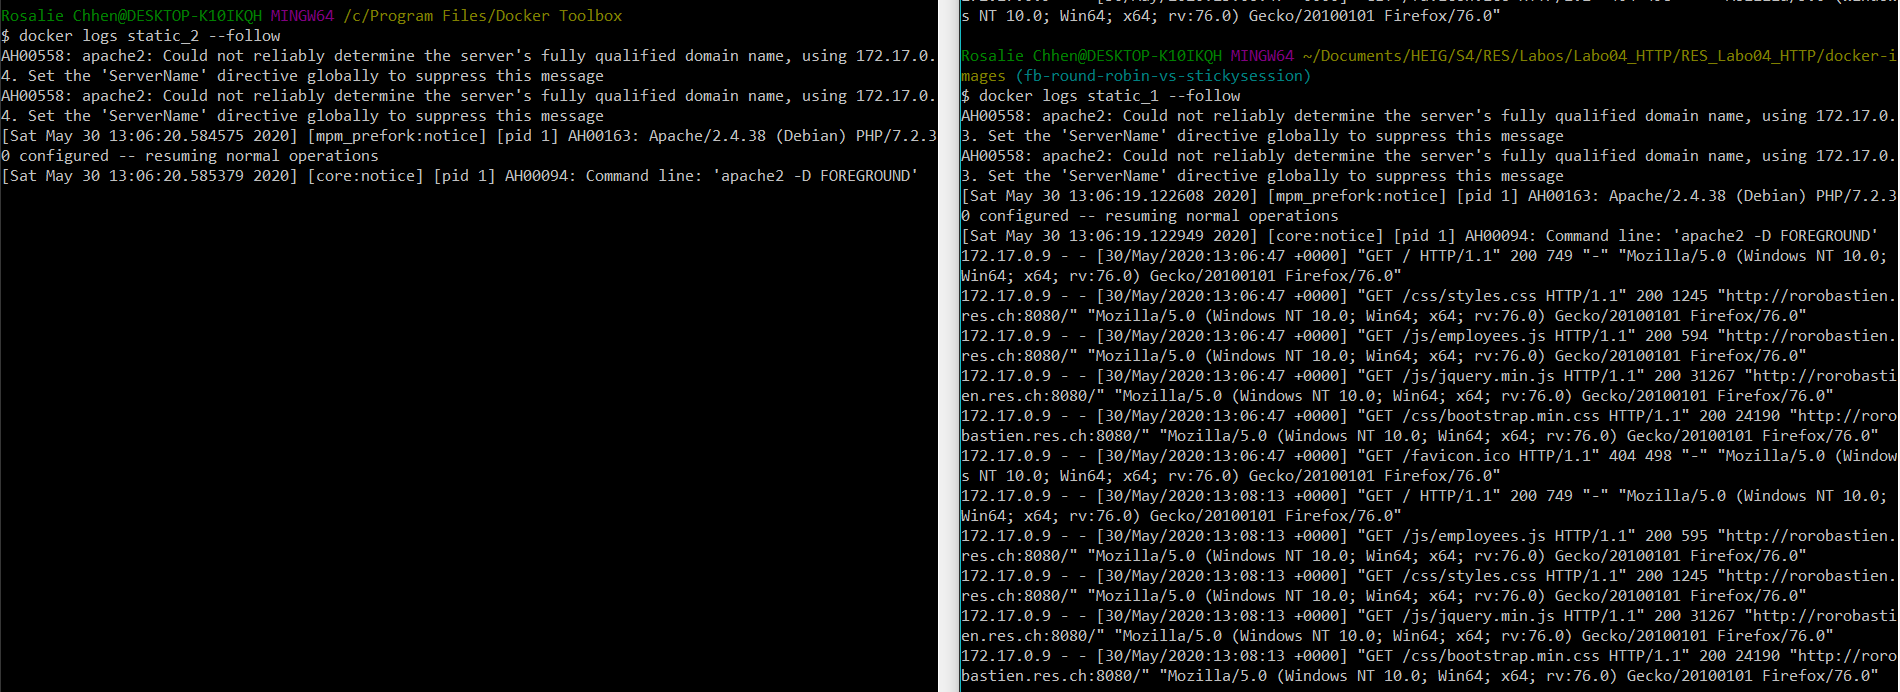 Rosalie Chhen@DESKTOP-K10IKQH MINGW64 /c/Program Files/Docker Toolbox
$ docker logs static_2 --follow
AH00558: apache2: Could not reliably determine the server's fully qualified domain name, using 172.17.0.
4. Set the 'ServerName' directive globally to suppress this message
AH00558: apache2: Could not reliably determine the server's fully qualified domain name, using 172.17.0.
4. Set the 'ServerName' directive globally to suppress this message
[Sat May 30 13:06:20.584575 2020] [mpm_prefork:notice] [pid 1] AH00163: Apache/2.4.38 (Debian) PHP/7.2.3
0 configured -- resuming normal operations
[Sat May 30 13:06:20.585379 2020] [core:notice] [pid 1] AH00094: Command line: 'apache2 -D FOREGROUND'
s NT 10.0; Win64; x64; rv:76.0) Gecko/20100101 Firefox/76.0"
Rosalie Chhen@DESKTOP-K10IKQH MINGW64 ~/Documents/HEIG/S4/RES/Labos/Labo04_HTTP/RES_Labo04_HTTP/docker-i
mages (fb-round-robin-vs-stickysession)
$ docker logs static_1 --follow
AH00558: apache2: Could not reliably determine the server's fully qualified domain name, using 172.17.0.
3. Set the 'ServerName' directive globally to suppress this message
AH00558: apache2: Could not reliably determine the server's fully qualified domain name, using 172.17.0.
3. Set the 'ServerName' directive globally to suppress this message
[Sat May 30 13:06:19.122608 2020] [mpm_prefork:notice] [pid 1] AH00163: Apache/2.4.38 (Debian) PHP/7.2.3
0 configured -- resuming normal operations
[Sat May 30 13:06:19.122949 2020] [core:notice] [pid 1] AH00094: Command line: 'apache2 -D FOREGROUND'
172.17.0.9 - - [30/May/2020:13:06:47 +0000] "GET / HTTP/1.1" 200 749 "-" "Mozilla/5.0 (Windows NT 10.0;
Win64; x64; rv:76.0) Gecko/20100101 Firefox/76.0"
172.17.0.9 - - [30/May/2020:13:06:47 +0000] "GET /css/styles.css HTTP/1.1" 200 1245 "http://rorobastien.
res.ch:8080/" "Mozilla/5.0 (Windows NT 10.0; Win64; x64; rv:76.0) Gecko/20100101 Firefox/76.0"
172.17.0.9 - - [30/May/2020:13:06:47 +0000] "GET /js/employees.js HTTP/1.1" 200 594 "http://rorobastien.
res.ch:8080/" "Mozilla/5.0 (Windows NT 10.0; Win64; x64; rv:76.0) Gecko/20100101 Firefox/76.0"
172.17.0.9 - - [30/May/2020:13:06:47 +0000] "GET /js/jquery.min.js HTTP/1.1" 200 31267 "http://rorobasti
en.res.ch:8080/" "Mozilla/5.0 (Windows NT 10.0; Win64; x64; rv:76.0) Gecko/20100101 Firefox/76.0"
172.17.0.9 - - [30/May/2020:13:06:47 +0000] "GET /css/bootstrap.min.css HTTP/1.1" 200 24190 "http://roro
bastien.res.ch:8080/" "Mozilla/5.0 (Windows NT 10.0; Win64; x64; rv:76.0) Gecko/20100101 Firefox/76.0"
172.17.0.9 - - [30/May/2020:13:06:47 +0000] "GET /favicon.ico HTTP/1.1" 404 498 "-" "Mozilla/5.0 (Window
s NT 10.0; Win64; x64; rv:76.0) Gecko/20100101 Firefox/76.0"
172.17.0.9 - - [30/May/2020:13:08:13 +0000] "GET / HTTP/1.1" 200 749 "-" "Mozilla/5.0 (Windows NT 10.0;
Win64; x64; rv:76.0) Gecko/20100101 Firefox/76.0"
172.17.0.9 - - [30/May/2020:13:08:13 +0000] "GET /js/employees.js HTTP/1.1" 200 595 "http://rorobastien.
res.ch:8080/" "Mozilla/5.0 (Windows NT 10.0; Win64; x64; rv:76.0) Gecko/20100101 Firefox/76.0"
172.17.0.9 - - [30/May/2020:13:08:13 +0000] "GET /css/styles.css HTTP/1.1" 200 1245 "http://rorobastien.
res.ch:8080/" "Mozilla/5.0 (Windows NT 10.0; Win64; x64; rv:76.0) Gecko/20100101 Firefox/76.0"
172.17.0.9 - - [30/May/2020:13:08:13 +0000] "GET /js/jquery.min.js HTTP/1.1" 200 31267 "http://rorobasti
en.res.ch:8080/" "Mozilla/5.0 (Windows NT 10.0; Win64; x64; rv:76.0) Gecko/20100101 Firefox/76.0"
172.17.0.9 - - [30/May/2020:13:08:13 +0000] "GET /css/bootstrap.min.css HTTP/1.1" 200 24190 "http://roro
bastien.res.ch:8080/" "Mozilla/5.0 (Windows NT 10.0; Win64; x64; rv:76.0) Gecko/20100101 Firefox/76.0"